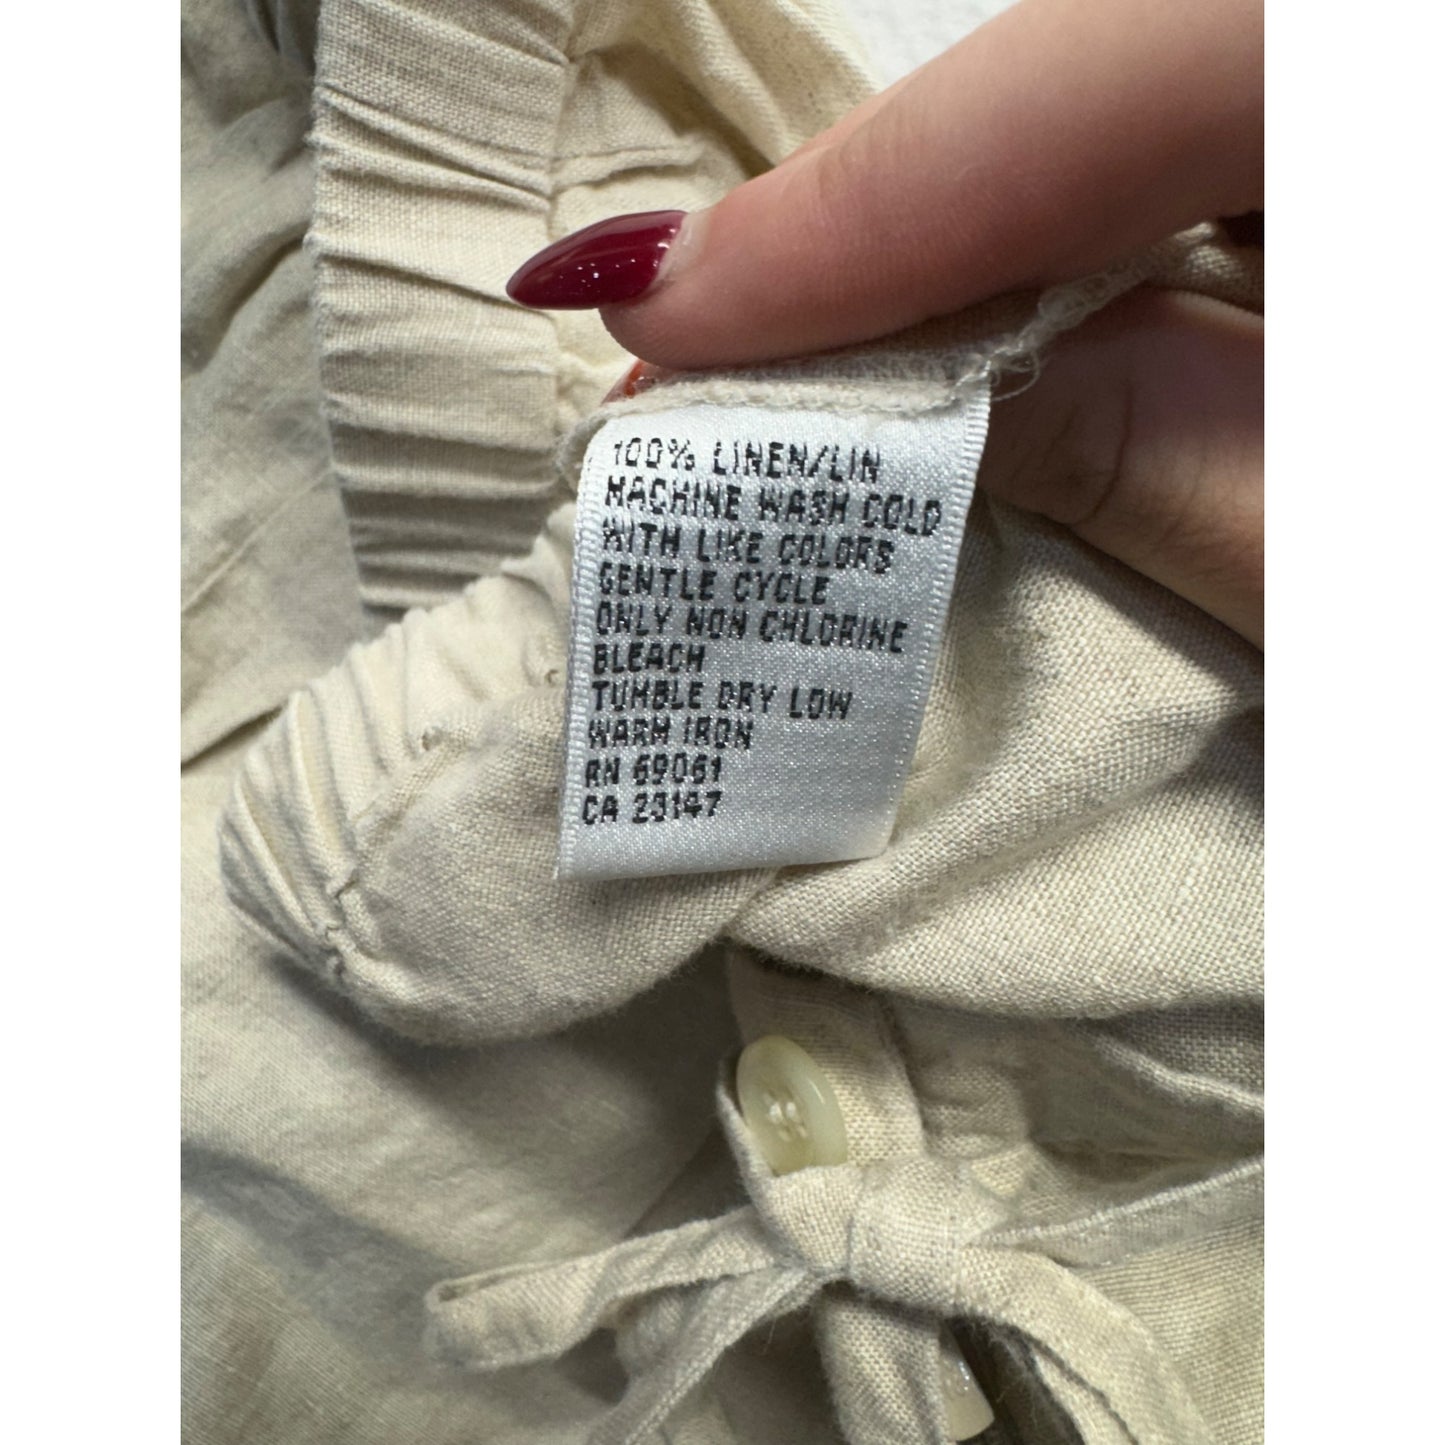 100% LINEN/LIN
MACHINE WASH COLD
WITH LIKE COLORS
GENTLE CYCLE
ONLY NON CHLORINE
BLEACH
TUMBLE DRY LOW
WARM IRON
RN 69061
CA 23147